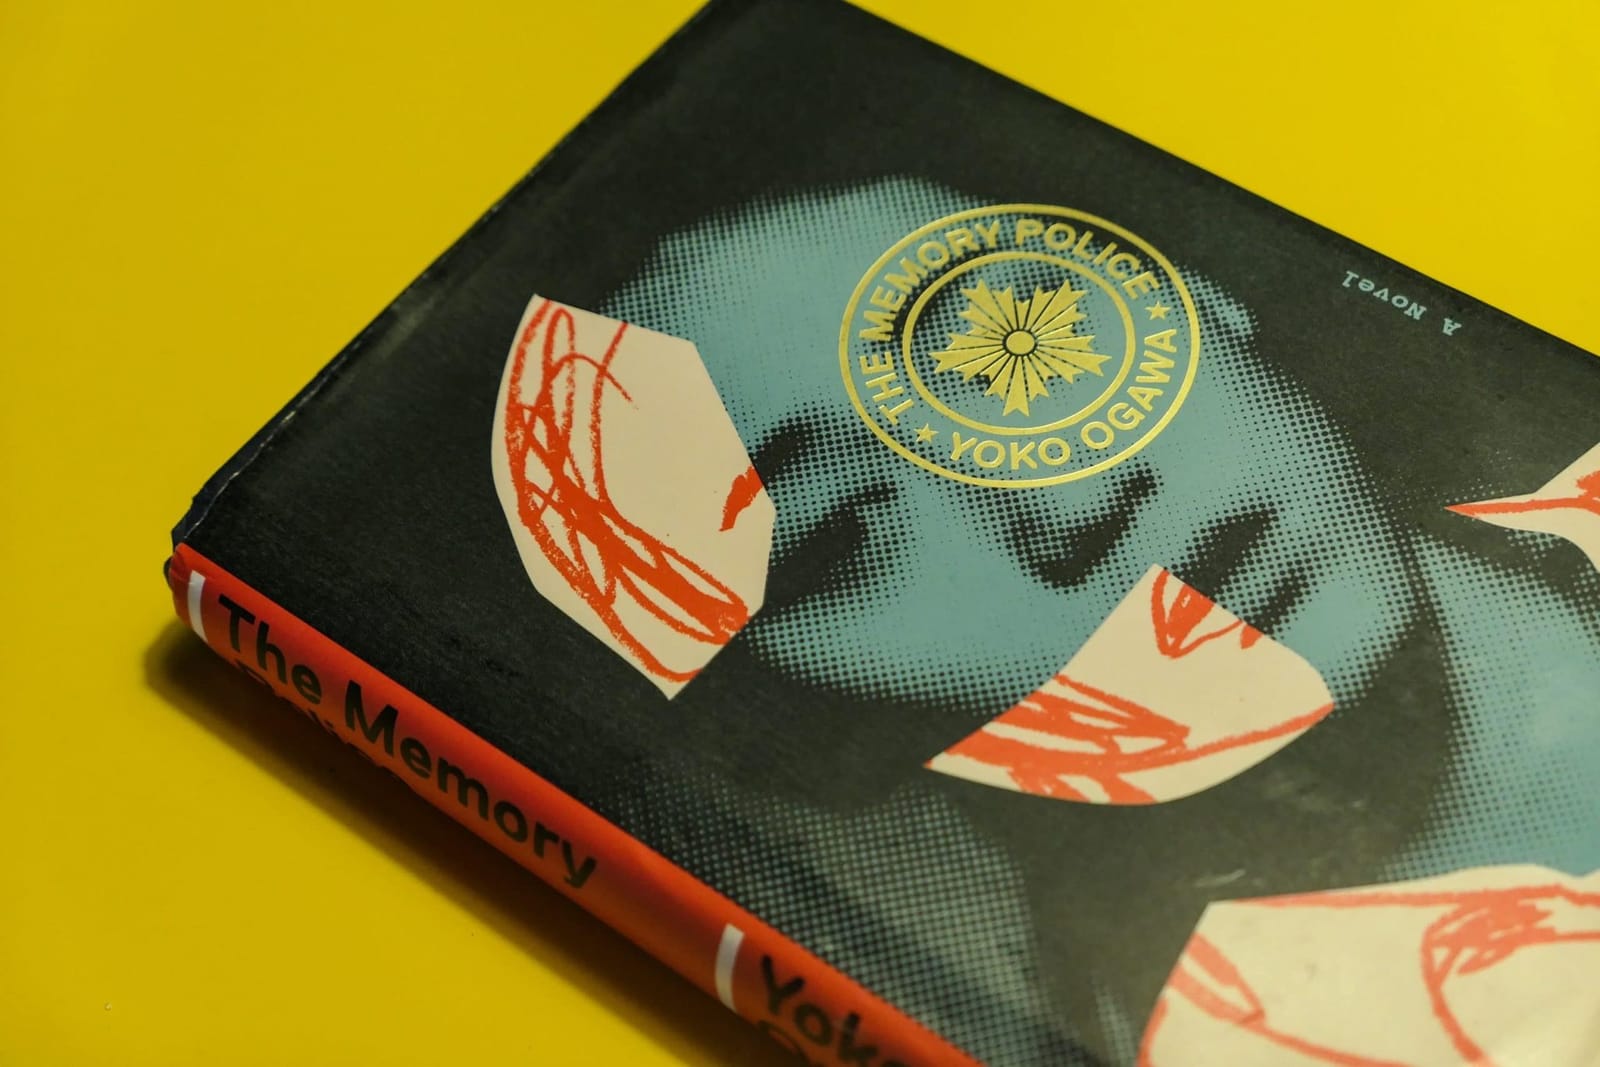 THE MEMORY POLICE
YOKO OGAWA
A Novel
The Memory